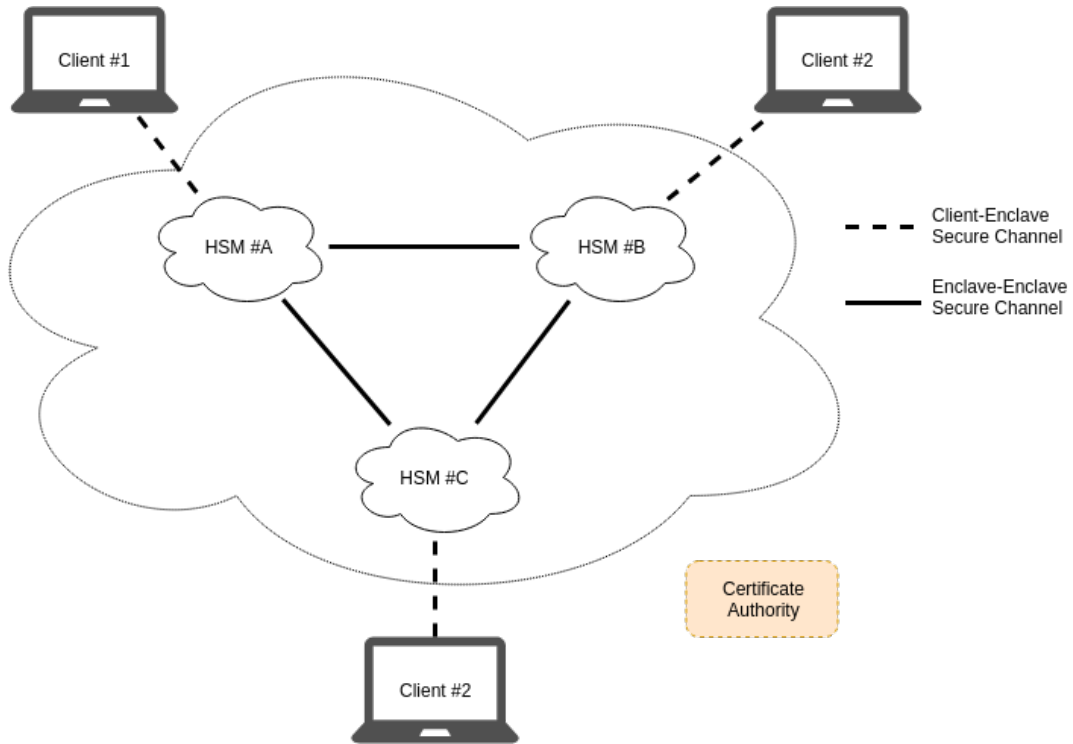 Client #1
Client #2
HSM #A
HSM #B
Client-Enclave
Secure Channel
Enclave-Enclave
Secure Channel
HSM #C
Certificate
Authority
Client #2